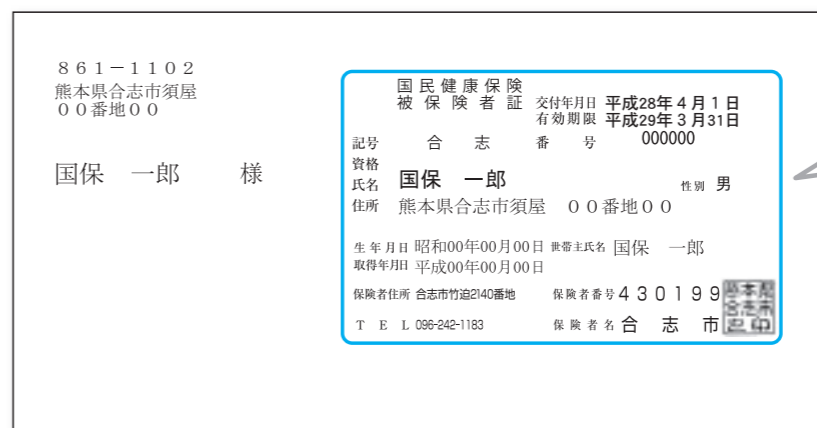 ８６１－１１０２
熊本県合志市須屋
００番地００
国保　一郎　　様
国民健康保険
被保険者証 交付年月日 平成28年４月１日
有効期限 平成29年３月31日
記号 合志 番号 000000
資格
氏名 国保　一郎 性別 男
住所 熊本県合志市須屋　００番地００
生年月日 昭和00年00月00日 世帯主氏名 国保　一郎
取得年月日 平成00年00月00日
保険者住所 合志市竹迫2140番地 保険者番号 ４３０１９９
ＴＥＬ 096-242-1183 保険者名 合志市
熊本県
合志市
之印